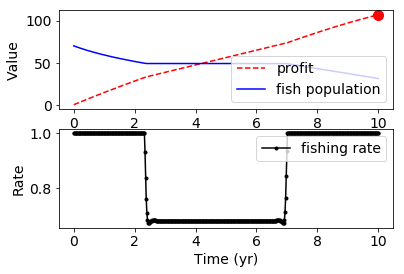 100
50
0
Value
profit
fish population
0 2 4 6 8 10
1.0
0.8
Rate
fishing rate
0 2 4 6 8 10
Time (yr)